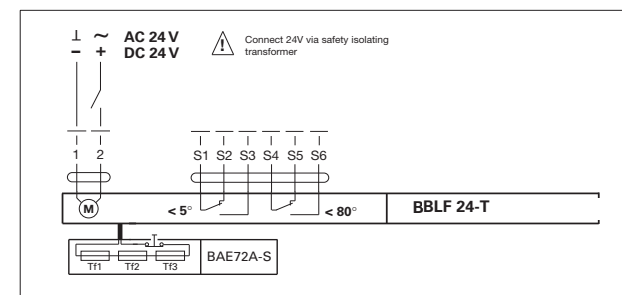 ⊥ ~ AC 24 V
− + DC 24 V
Connect 24V via safety isolating
transformer
1 2 S1 S2 S3 S4 S5 S6
M < 5° < 80° BBLF 24-T
T
Tf1 Tf2 Tf3 BAE72A-S